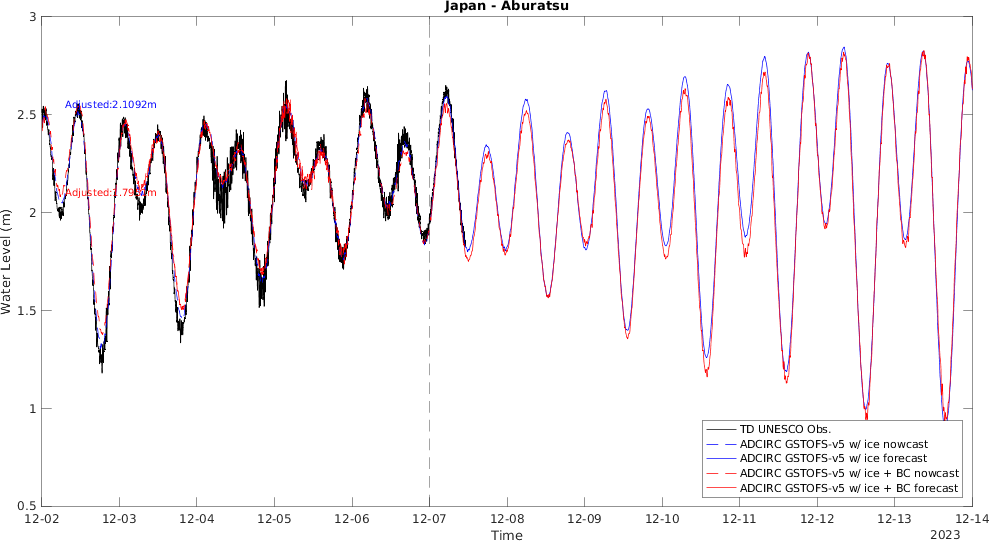 Japan - Aburatsu
3
2.5
2
1.5
1
0.5
Water Level (m)
Adjusted:2.1092m
12-02
12-03
12-04
12-05
12-06
12-07
12-08
12-09
12-10
12-11
12-12
12-13
12-14
Time
2023
TD UNESCO Obs.
ADCIRC GSTOFS-v5 w/ ice nowcast
ADCIRC GSTOFS-v5 w/ ice forecast
ADCIRC GSTOFS-v5 w/ ice + BC nowcast
ADCIRC GSTOFS-v5 w/ ice + BC forecast